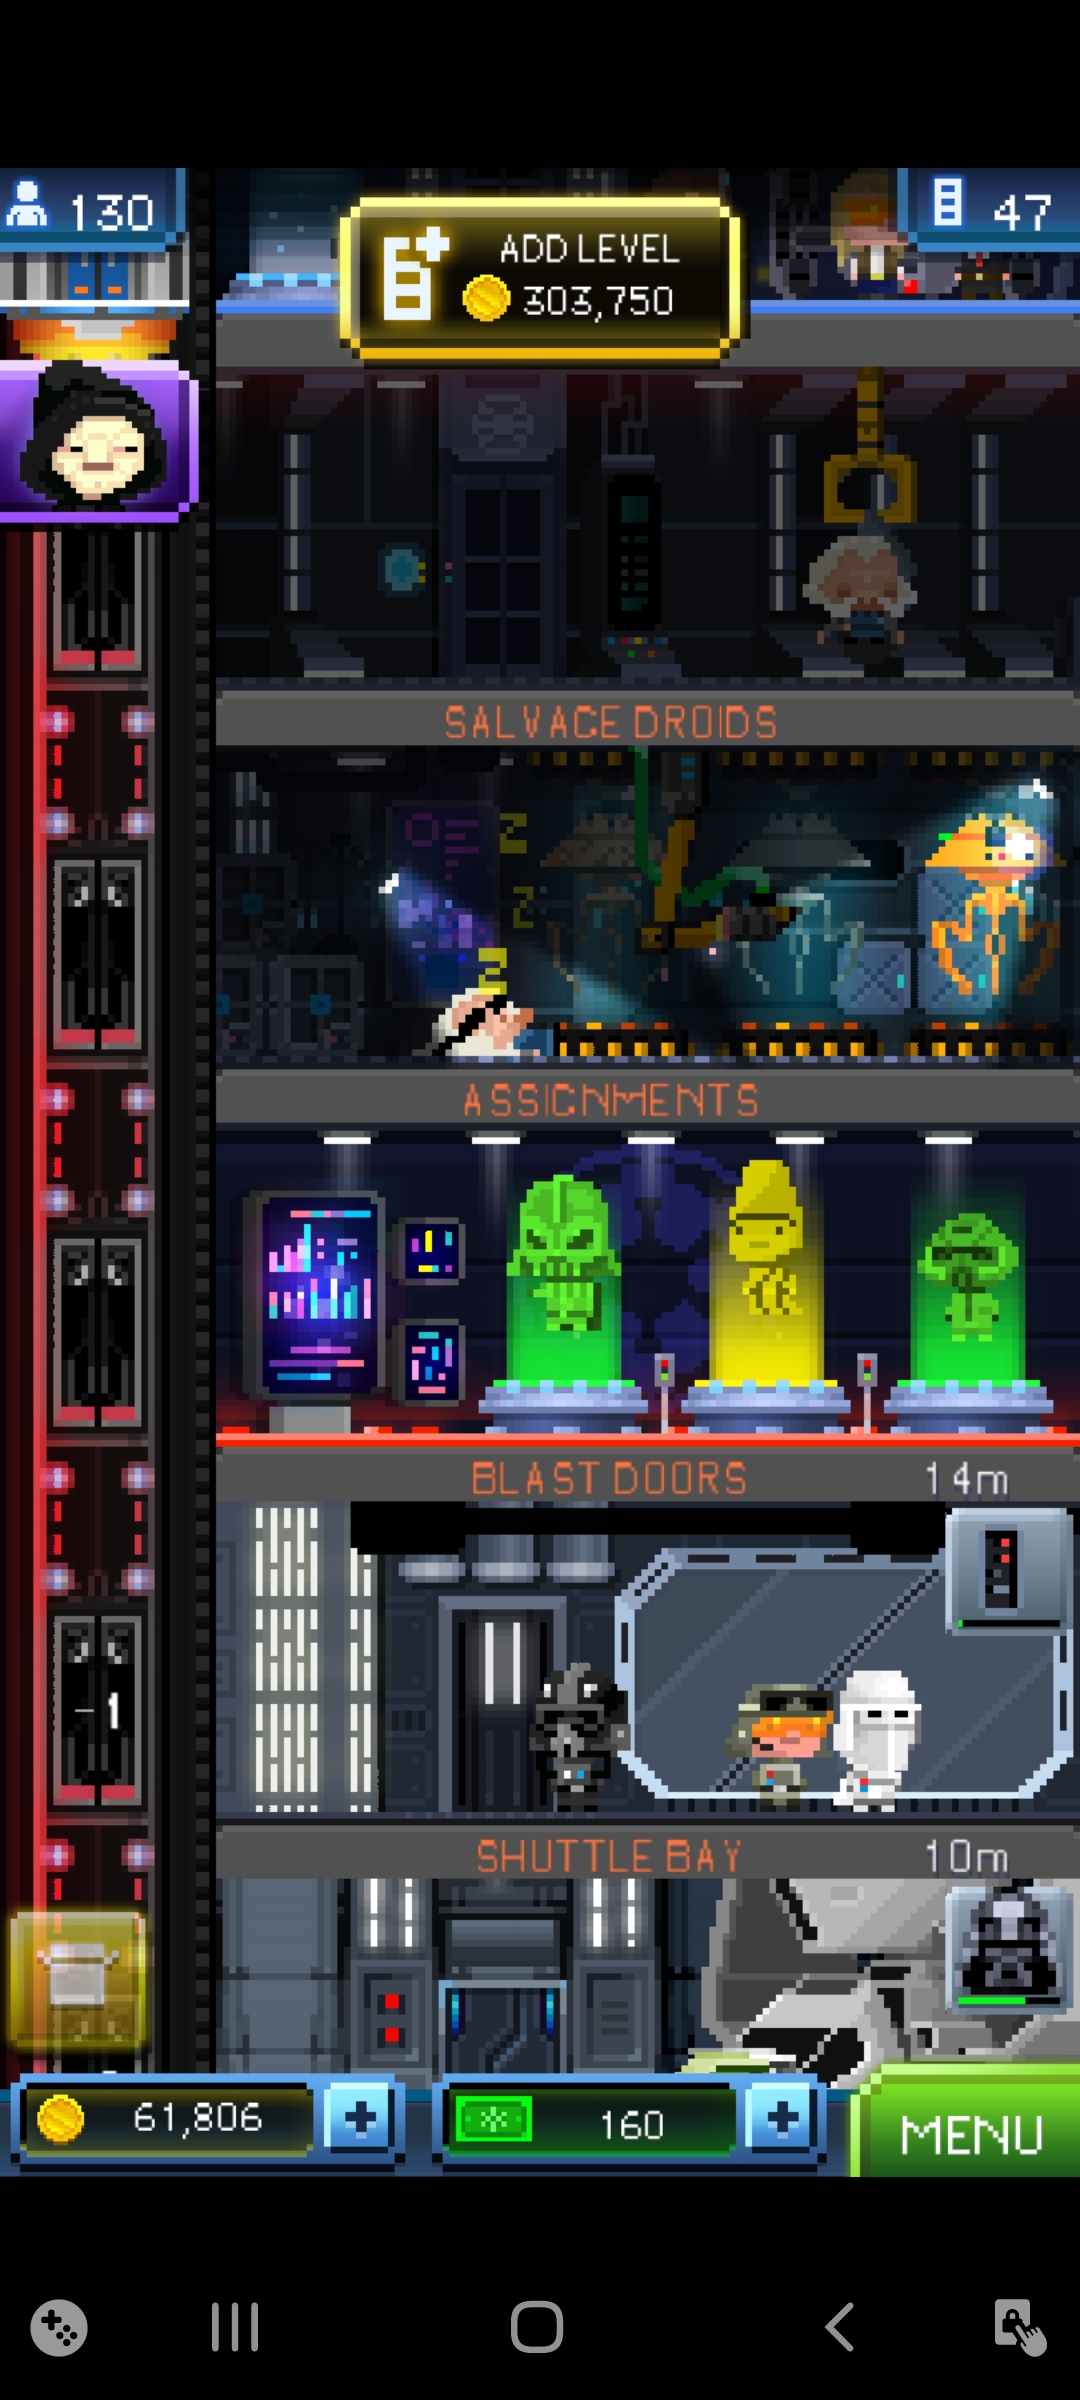 130
ADD LEVEL
303,750
47
SALVAGE DROIDS
Z
Z
Z
ASSIGNMENTS
BLAST DOORS 14m
-1
SHUTTLE BAY 10m
61,806
160
MENU